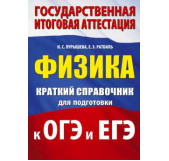 ГОСУДАРСТВЕННАЯ
ИТОГОВАЯ АТТЕСТАЦИЯ
Н. С. ПУРЫШЕВА, Е. Э. РАТБИЛЬ
ФИЗИКА
КРАТКИЙ СПРАВОЧНИК
ДЛЯ ПОДГОТОВКИ
К ОГЭ И ЕГЭ